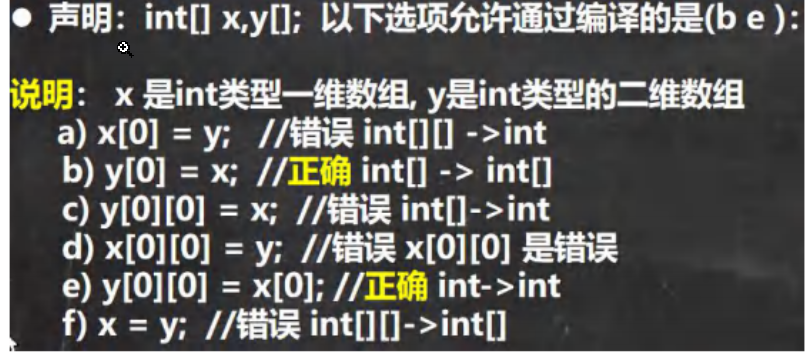 ● 声明：int[] x,y[]; 以下选项允许通过编译的是(b e )：
说明： x 是int类型一维数组, y是int类型的二维数组
a) x[0] = y; //错误 int[][] ->int
b) y[0] = x; //正确 int[] -> int[]
c) y[0][0] = x; //错误 int[]->int
d) x[0][0] = y; //错误 x[0][0] 是错误
e) y[0][0] = x[0]; //正确 int->int
f) x = y; //错误 int[][]->int[]